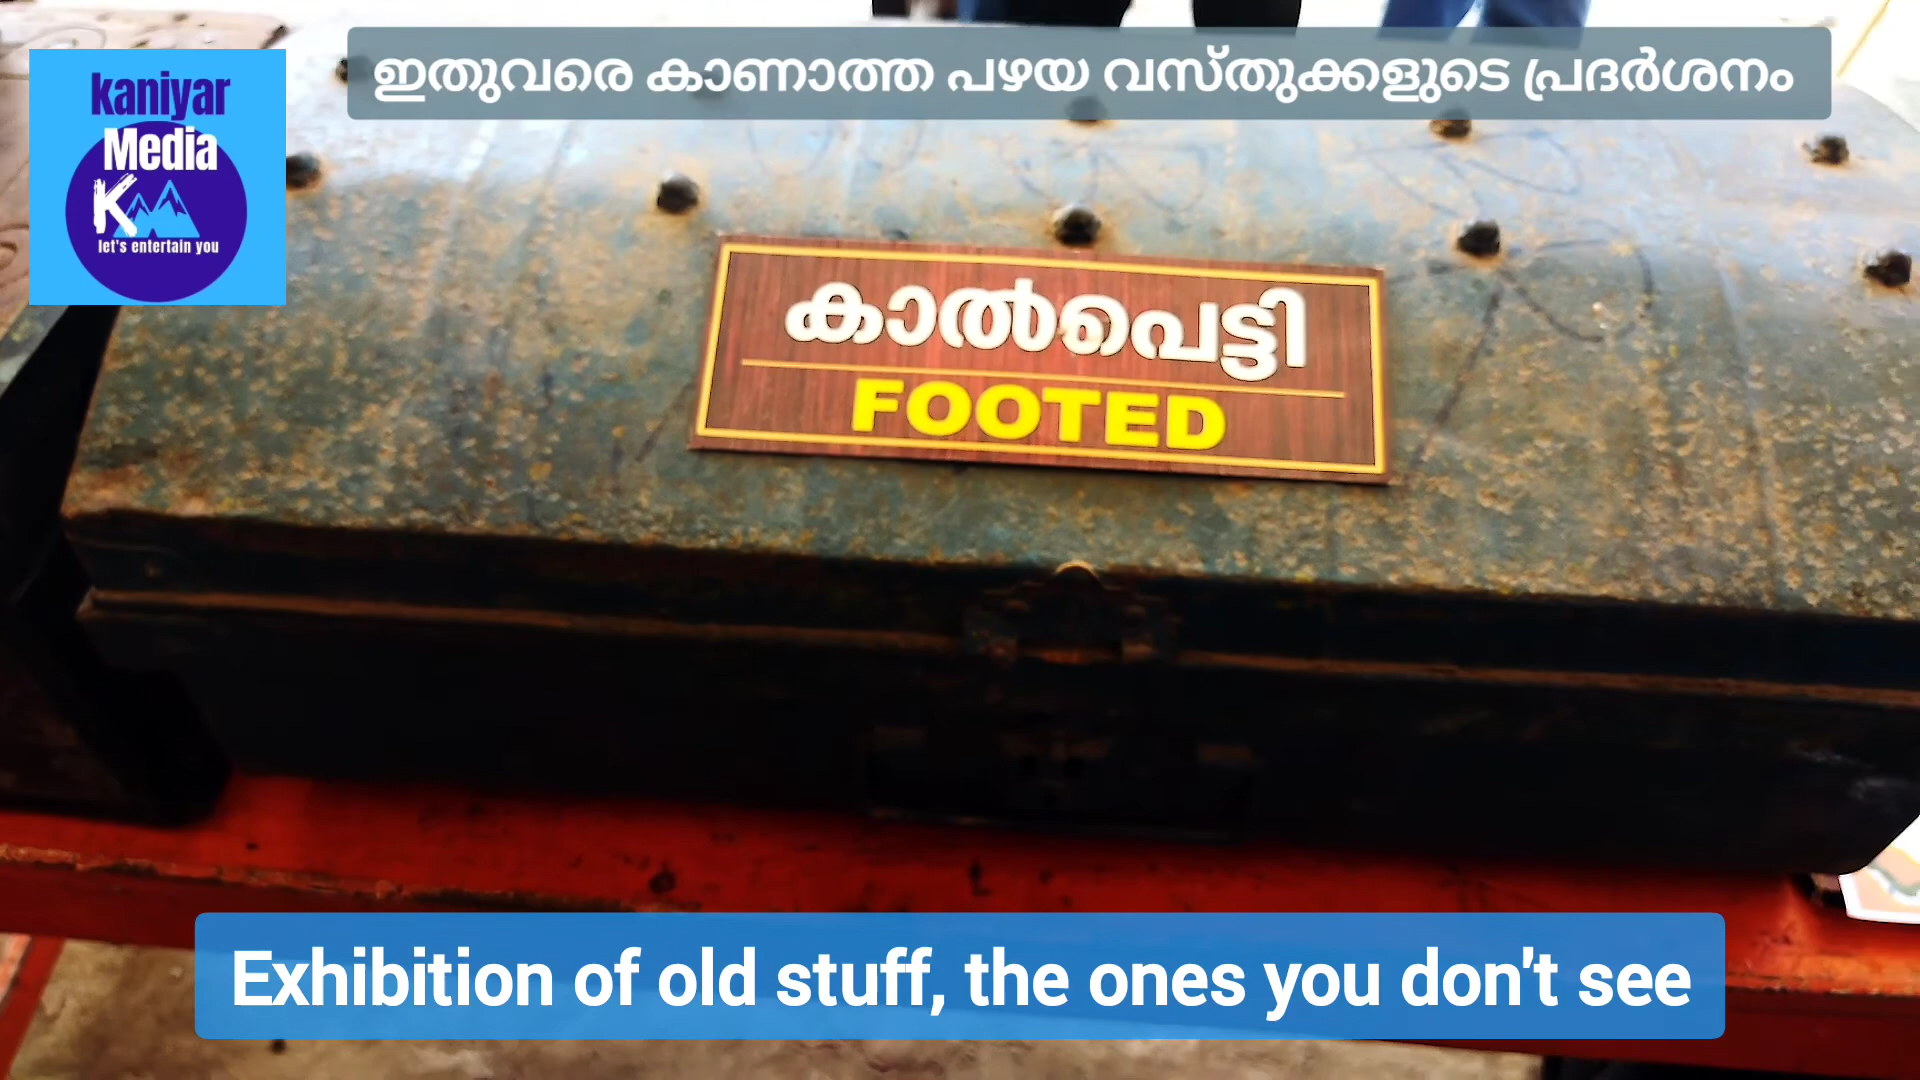 ഇതുവരെ കാണാത്ത പഴയ വസ്തുക്കളുടെ പ്രദർശനം
kaniyar
Media
KM
let's entertain you
കാൽപെട്ടി
FOOTED
Exhibition of old stuff, the ones you don't see